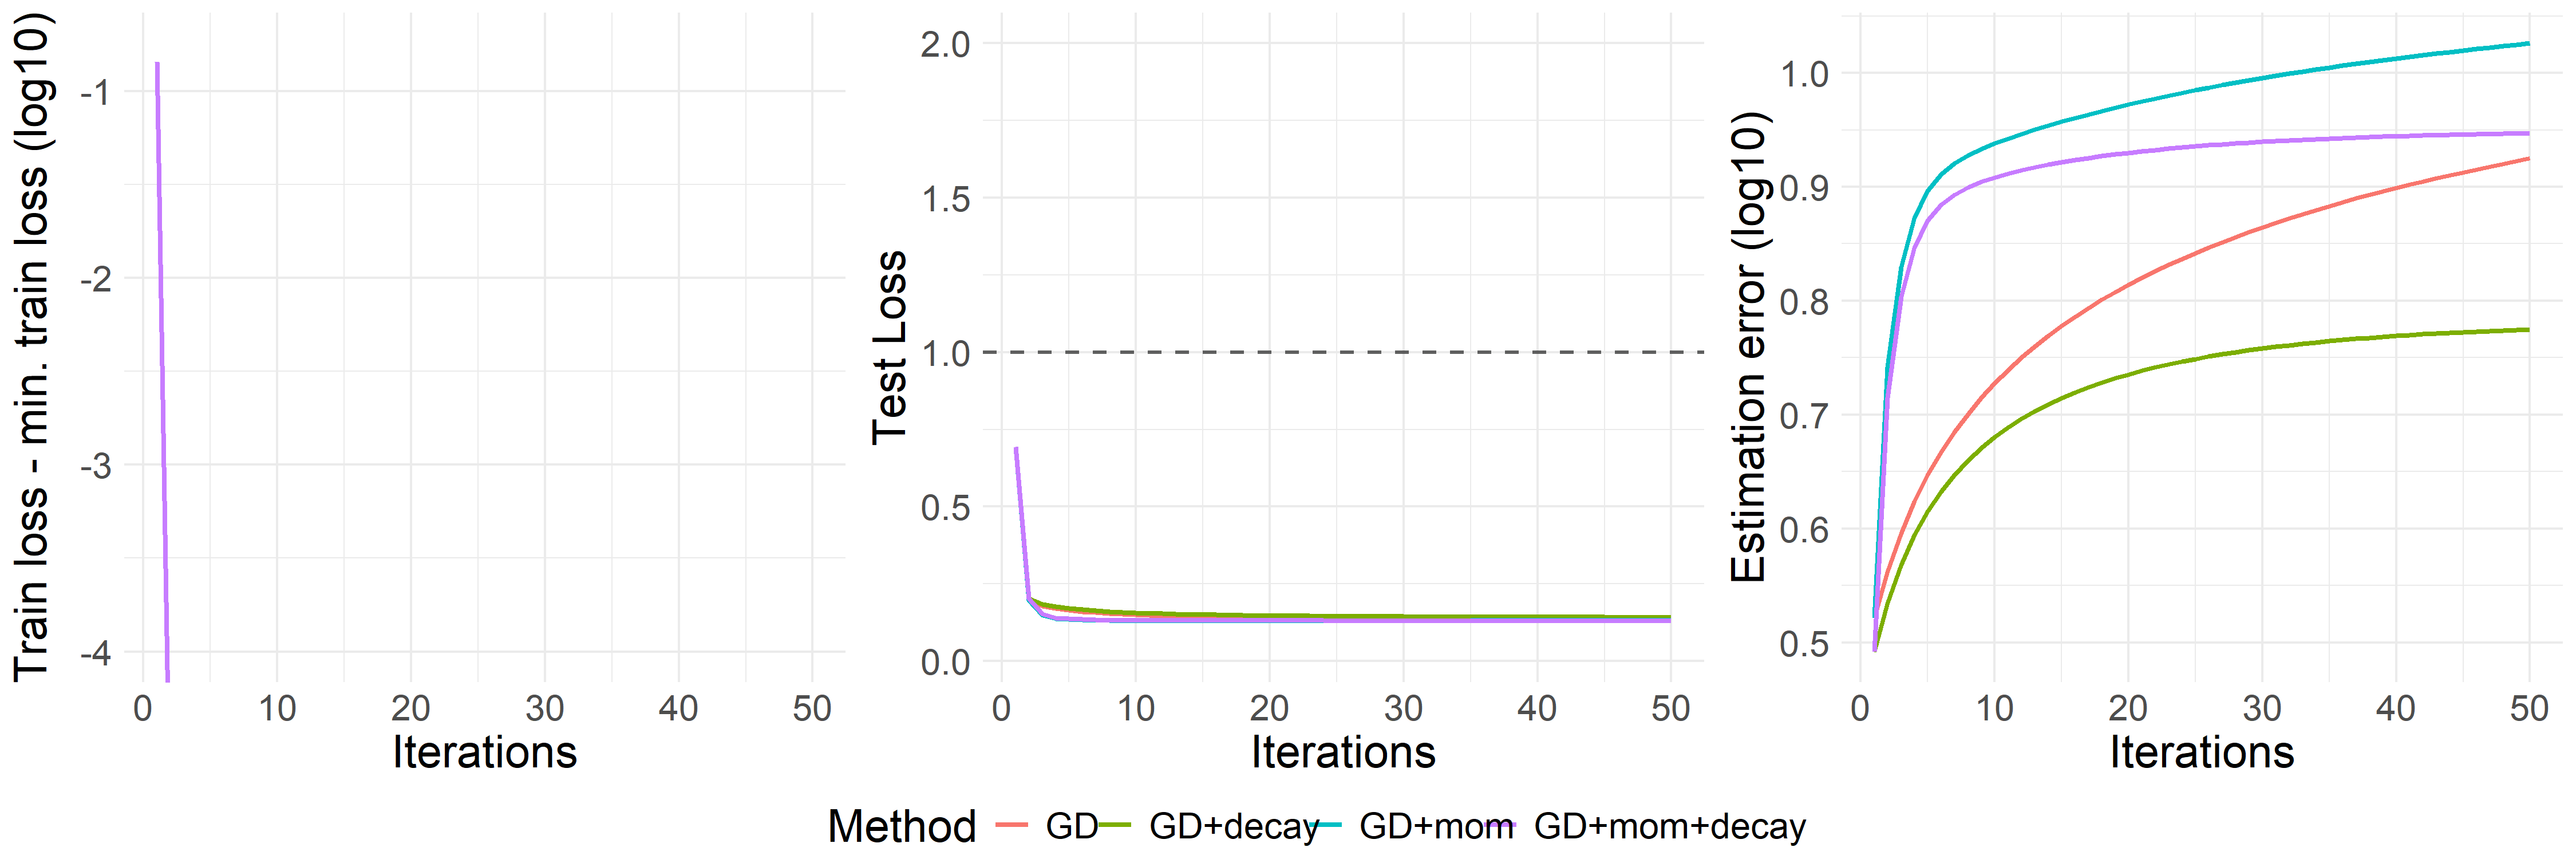 Train loss - min. train loss (log10)
-1
-2
-3
-4
0 10 20 30 40 50
Iterations
Test Loss
2.0
1.5
1.0
0.5
0.0
0 10 20 30 40 50
Iterations
Estimation error (log10)
1.0
0.9
0.8
0.7
0.6
0.5
0 10 20 30 40 50
Iterations
Method GD GD+decay GD+mom GD+mom+decay